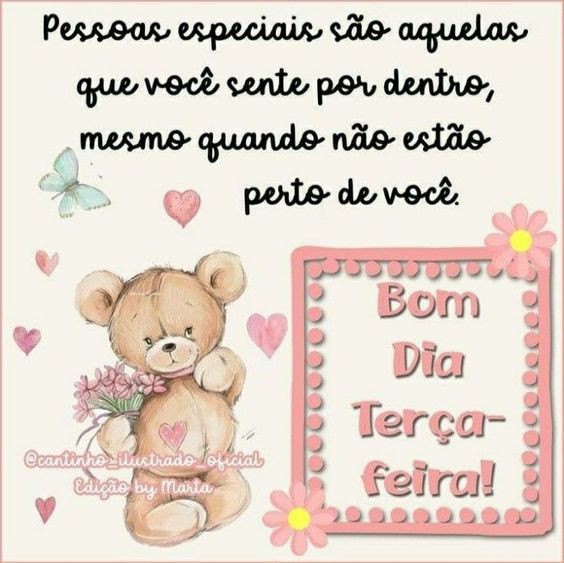 Pessoas especiais são aquelas
que você sente por dentro,
mesmo quando não estão
perto de você.
Bom
Dia
Terça-
feira!
@cantinho_ilustrado_oficial
Edição by Marta